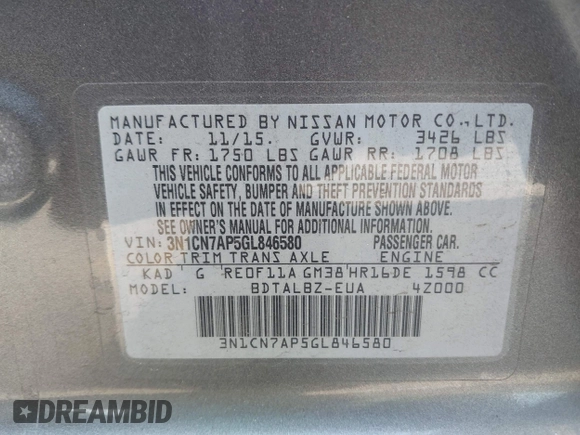 MANUFACTURED BY NISSAN MOTOR CO., LTD.
DATE: 11/15. GVWR: 3426 LBS
GAWR FR: 1750 LBS GAWR RR: 1708 LBS
THIS VEHICLE CONFORMS TO ALL APPLICABLE FEDERAL MOTOR
VEHICLE SAFETY, BUMPER AND THEFT PREVENTION STANDARDS
IN EFFECT ON THE DATE OF MANUFACTURE SHOWN ABOVE.
SEE OWNER'S MANUAL FOR ADDITIONAL INFORMATION.
VIN: 3N1CN7AP5GL846580 PASSENGER CAR.
COLOR TRIM TRANS AXLE ENGINE
KAD G RE0F11A GM38 HR16DE 1598 CC
MODEL: BDTALBZ-EUA 4Z000
3N1CN7AP5GL846580
DREAMBID